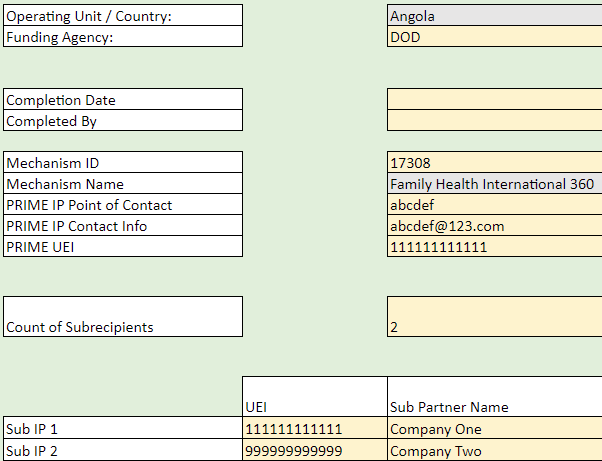 Operating Unit / Country: Angola
Funding Agency: DOD
Completion Date
Completed By
Mechanism ID 17308
Mechanism Name Family Health International 360
PRIME IP Point of Contact abcdef
PRIME IP Contact Info abcdef@123.com
PRIME UEI 111111111111
Count of Subrecipients 2
UEI Sub Partner Name
Sub IP 1 111111111111 Company One
Sub IP 2 999999999999 Company Two